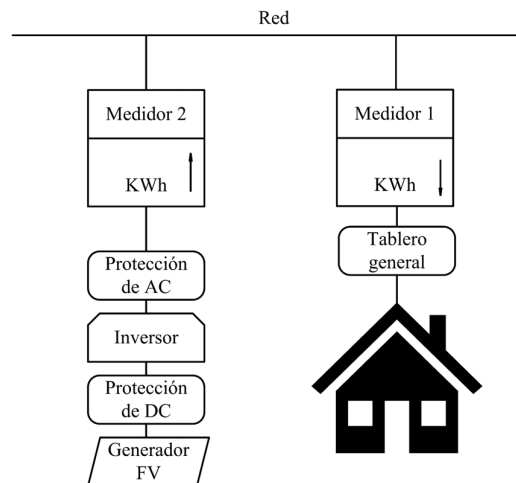 Red
Medidor 2
KWh
Protección
de AC
Inversor
Protección
de DC
Generador
FV
Medidor 1
KWh
Tablero
general